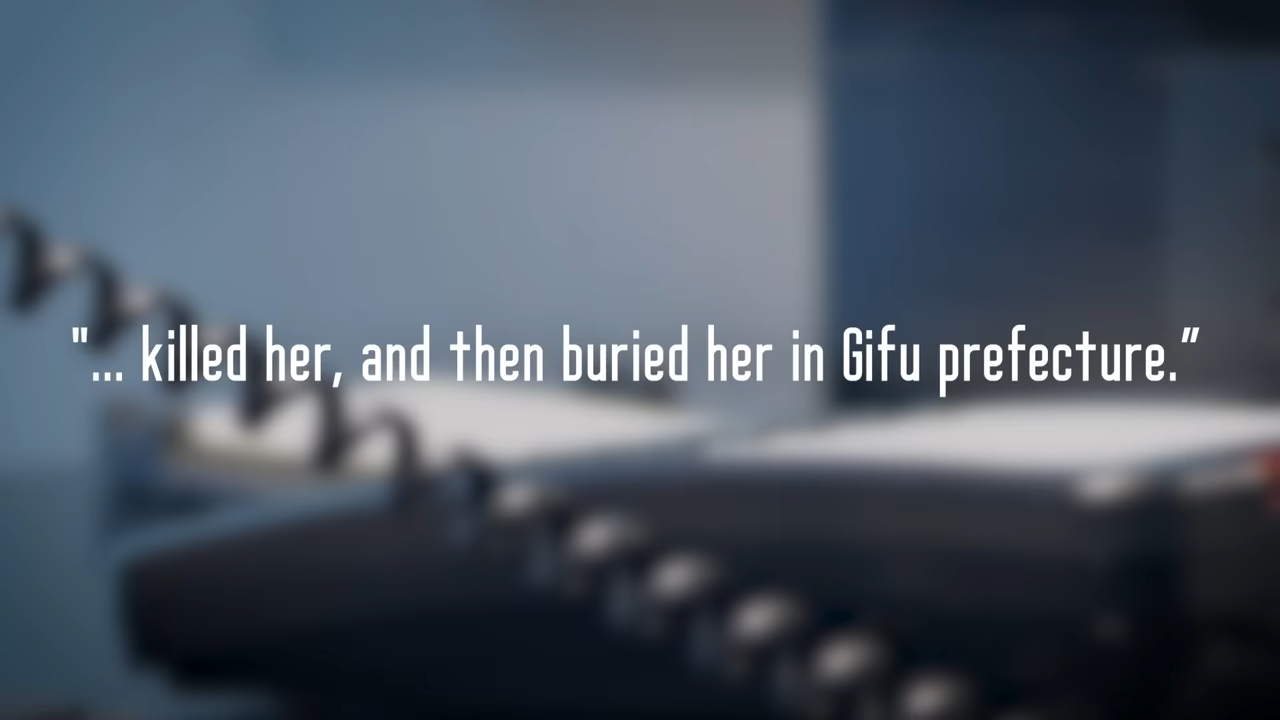 "... killed her, and then buried her in Gifu prefecture.”